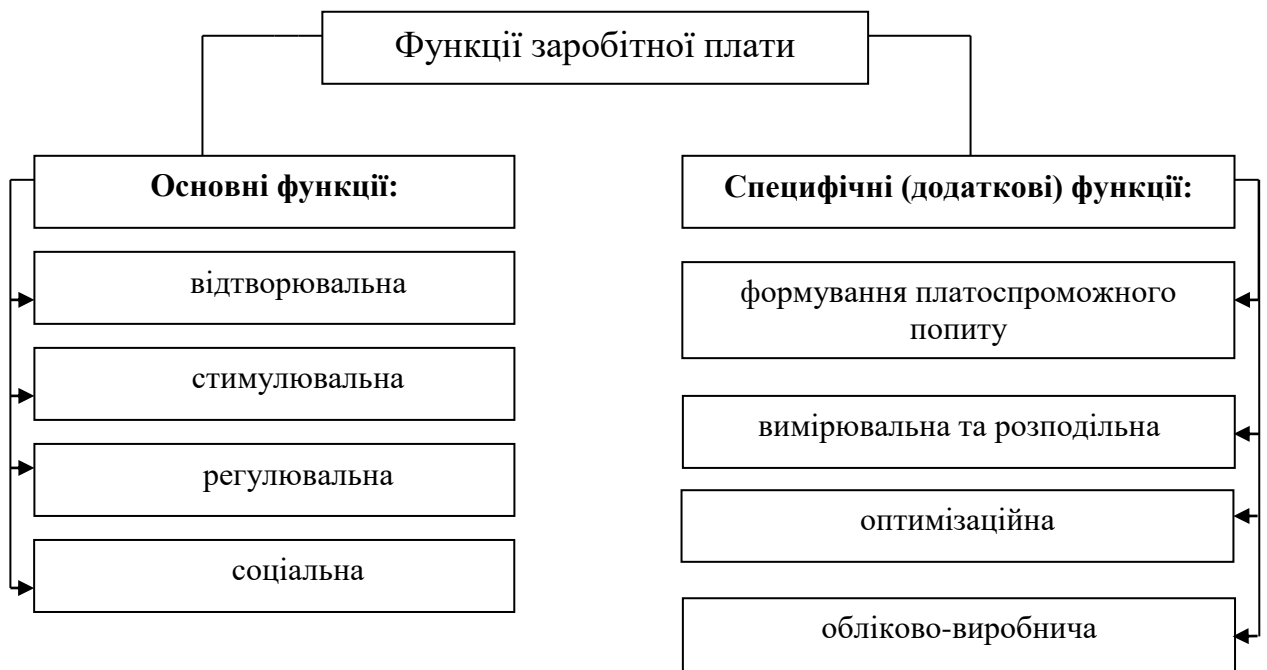 Функції заробітної плати
Основні функції:
відтворювальна
стимулювальна
регулювальна
соціальна
Специфічні (додаткові) функції:
формування платоспроможного
попиту
вимірювальна та розподільна
оптимізаційна
обліково-виробнича